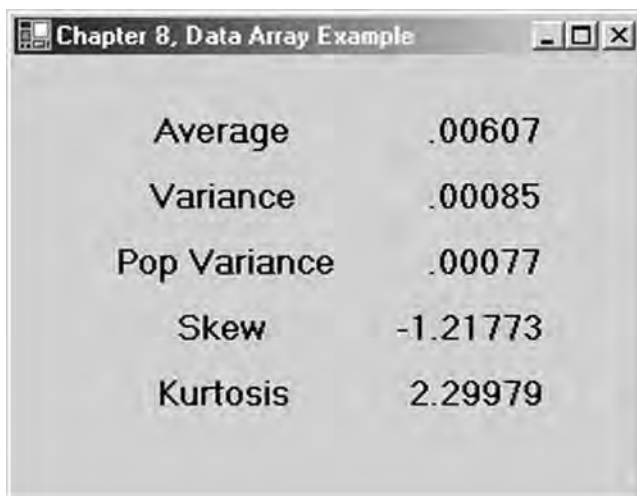 Chapter 8, Data Array Example
Average .00607
Variance .00085
Pop Variance .00077
Skew -1.21773
Kurtosis 2.29979